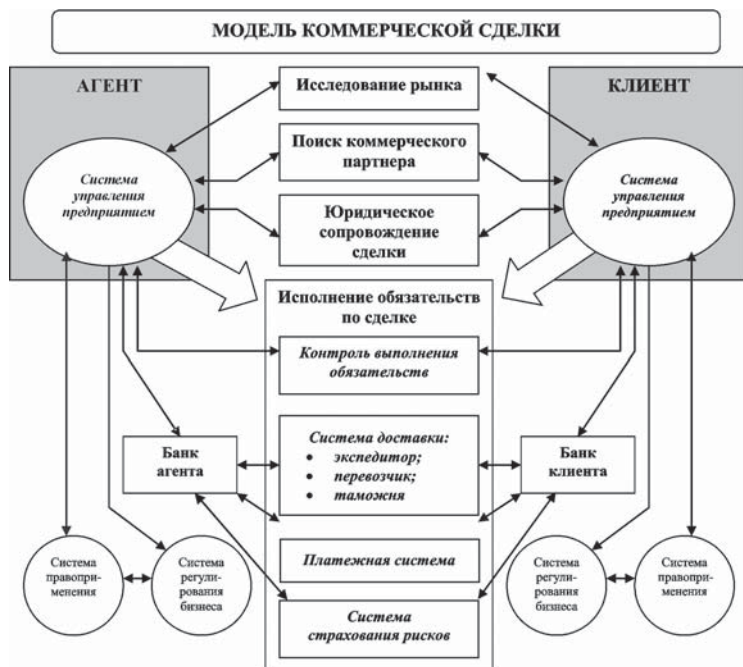 МОДЕЛЬ КОММЕРЧЕСКОЙ СДЕЛКИ
АГЕНТ
Исследование рынка
КЛИЕНТ
Система
управления
предприятием
Поиск коммерческого
партнера
Система
управления
предприятием
Юридическое
сопровождение
сделки
Исполнение обязательств
по сделке
Контроль выполнения
обязательств
Банк
агента
Система доставки:
• экспедитор;
• перевозчик;
• таможня
Банк
клиента
Платежная система
Система
страхования рисков
Система
правопри-
менения
Система
регули-
рования
бизнеса
Система
регули-
рования
бизнеса
Система
правопри-
менения